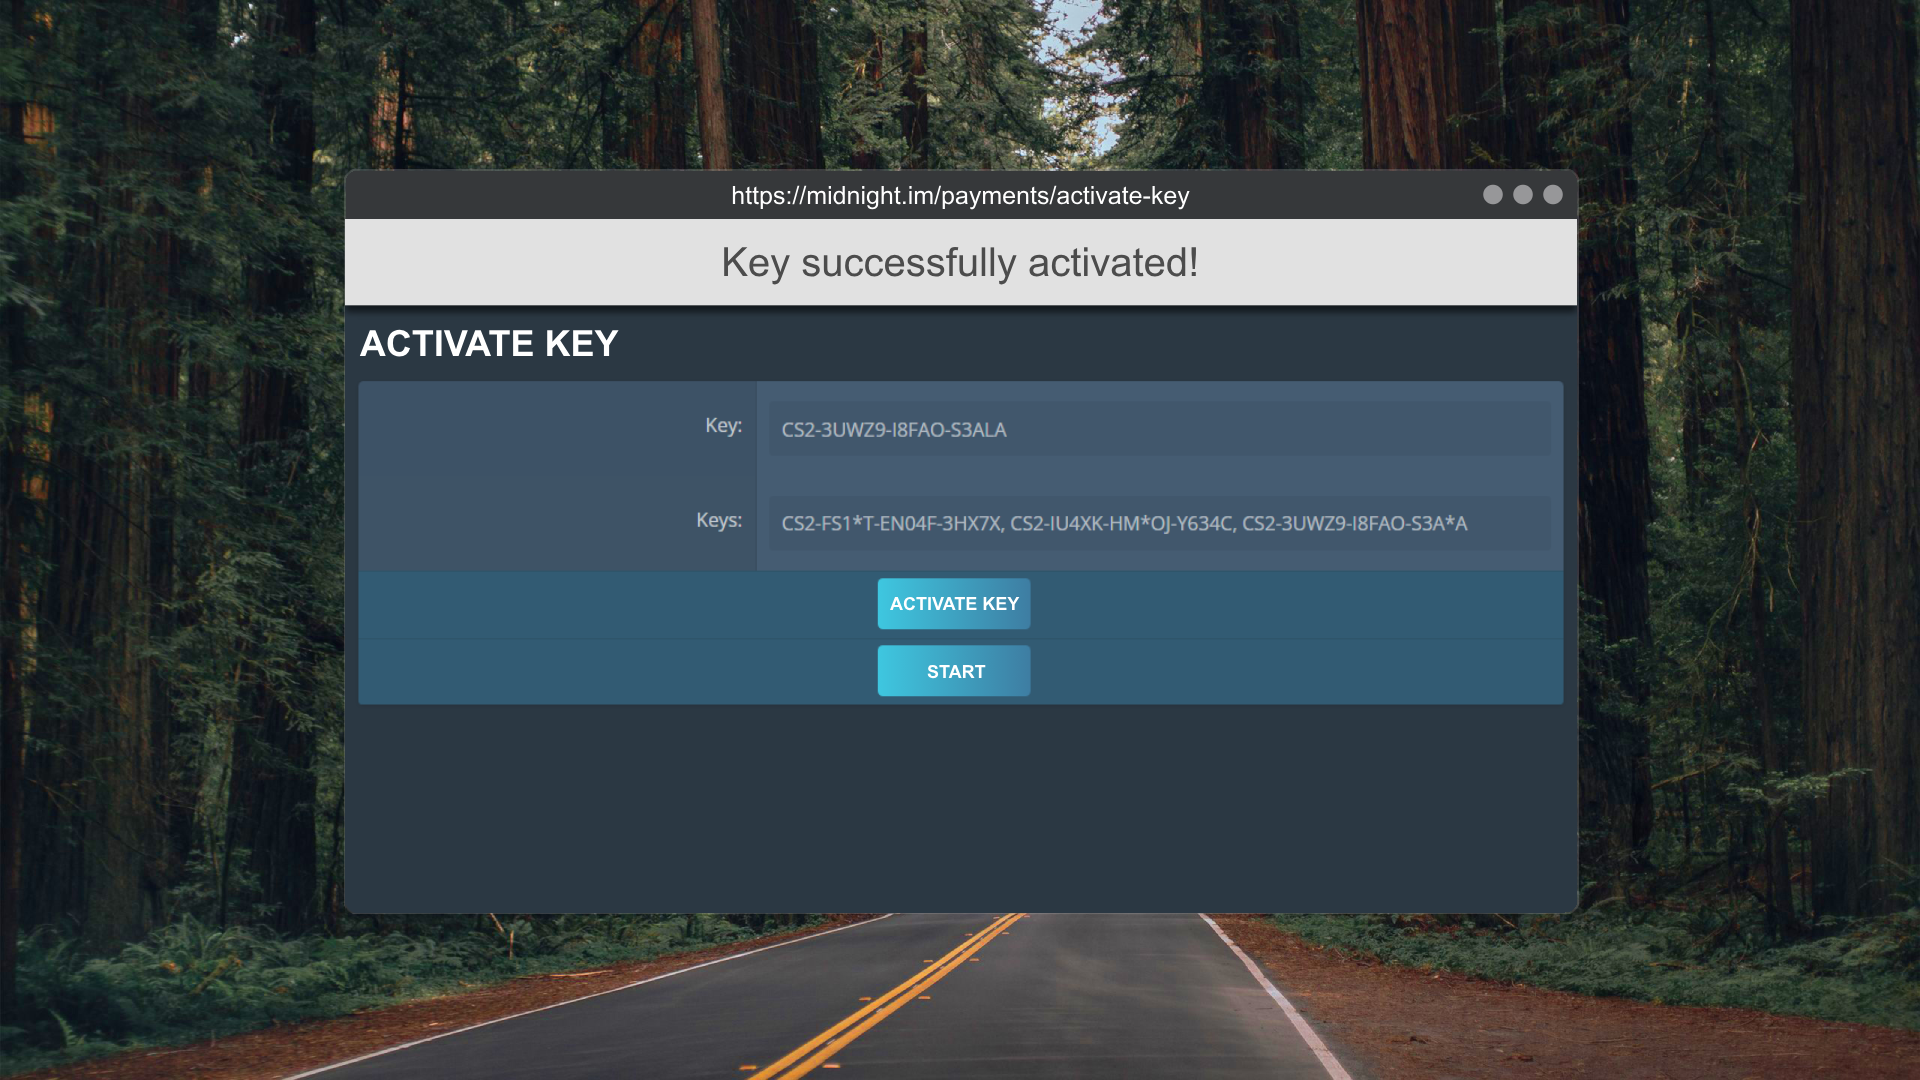 https://midnight.im/payments/activate-key
Key successfully activated!
ACTIVATE KEY
Key: CS2-3UWZ9-I8FAO-S3ALA
Keys: CS2-FS1*T-EN04F-3HX7X, CS2-IU4XK-HM*OJ-Y634C, CS2-3UWZ9-I8FAO-S3A*A
ACTIVATE KEY
START